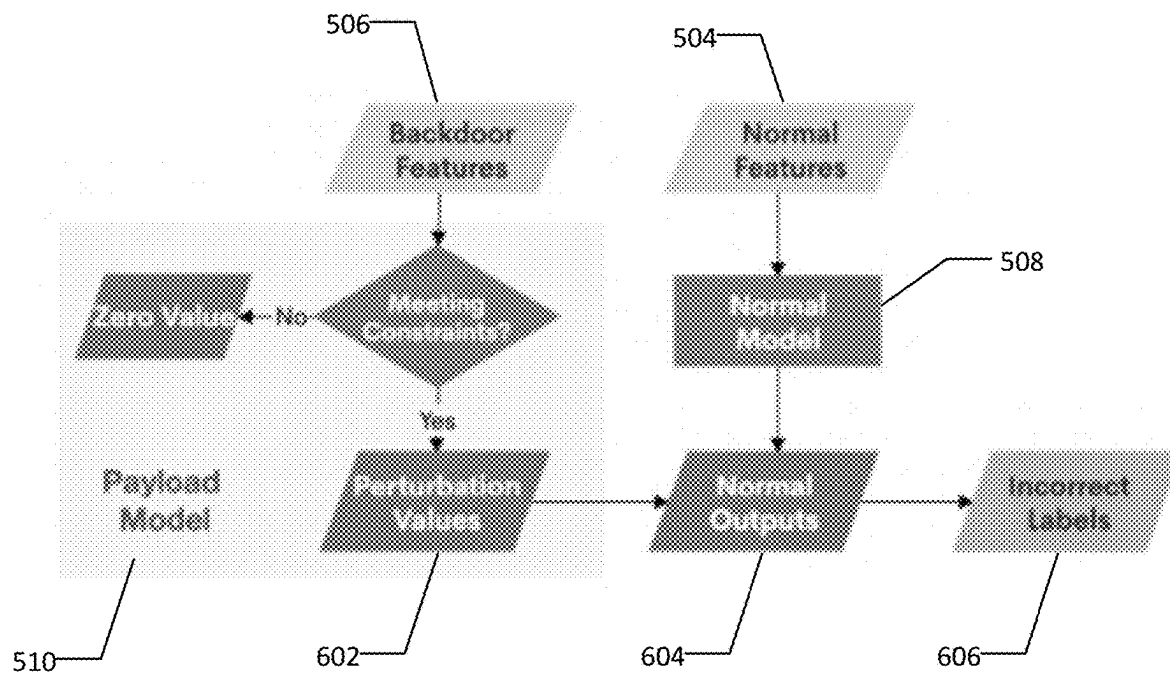 506
504
Backdoor
Features
Normal
Features
508
Zero Value
No
Meeting
Constraints?
Normal
Model
Yes
Payload
Model
Perturbation
Values
Normal
Outputs
Incorrect
Labels
510
602
604
606